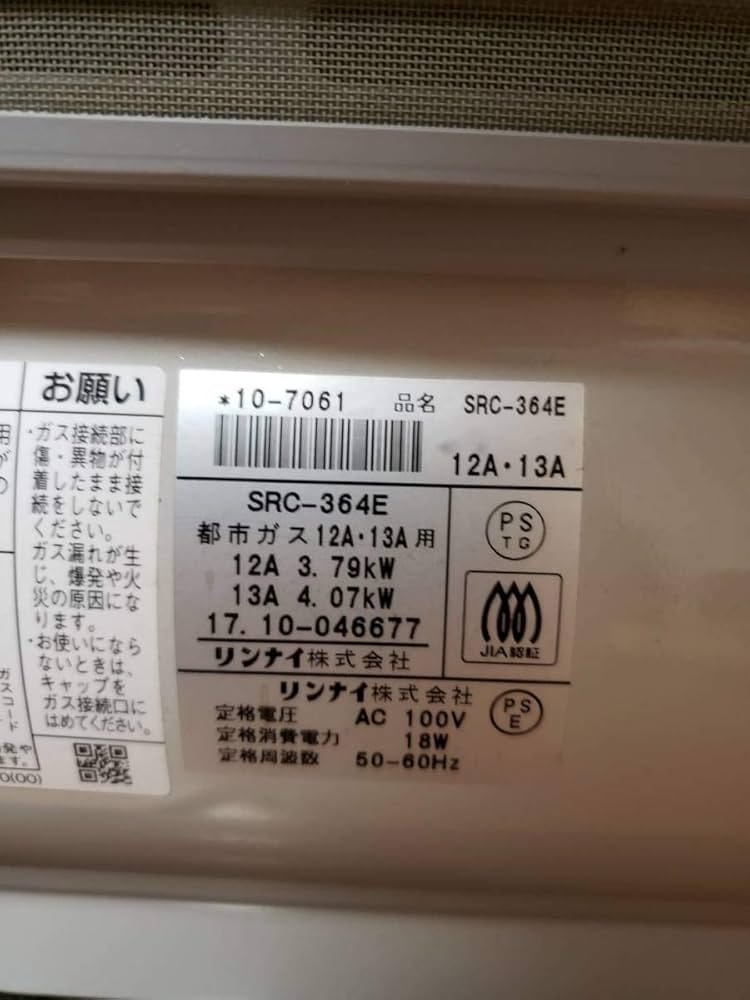 お願い
・ガス接続部に
傷・異物が付
着したまま接
続をしないで
ください。
ガス漏れが生
じ、爆発や火
災の原因にな
ります。
・お使いになら
ないときは、
キャップを
ガス接続口に
はめてください。
*10-7061 品名 SRC-364E
12A・13A
SRC-364E
都市ガス12A・13A用
12A 3.79kW
13A 4.07kW
17.10-046677
リンナイ株式会社
PS
TG
JIA認証
リンナイ株式会社
定格電圧 AC 100V
定格消費電力 18W
定格周波数 50-60Hz
PS
E